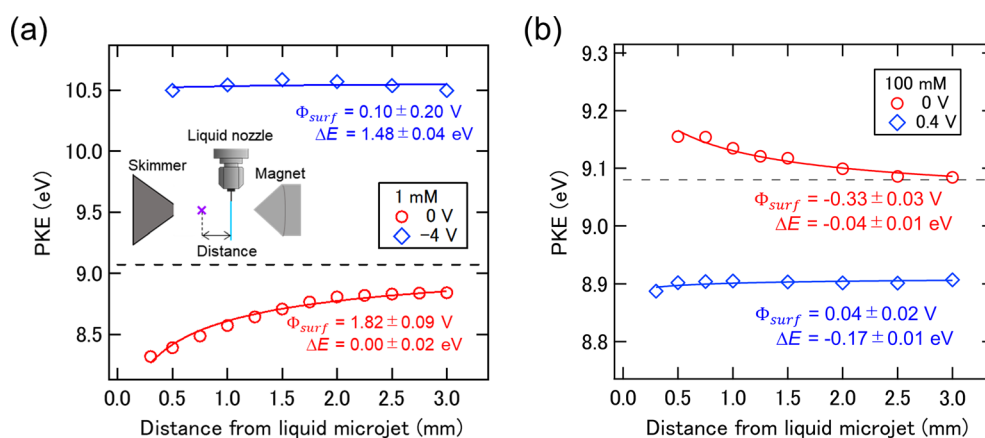 (a)
10.5
10.0
9.5
9.0
8.5
PKE (eV)
0.0 0.5 1.0 1.5 2.0 2.5 3.0
Distance from liquid microjet (mm)
Φsurf = 0.10 ± 0.20 V
ΔE = 1.48 ± 0.04 eV
Liquid nozzle
Skimmer
Magnet
Distance
1 mM
0 V
−4 V
Φsurf = 1.82 ± 0.09 V
ΔE = 0.00 ± 0.02 eV
(b)
9.3
9.2
9.1
9.0
8.9
8.8
PKE (eV)
0.0 0.5 1.0 1.5 2.0 2.5 3.0
Distance from liquid microjet (mm)
100 mM
0 V
0.4 V
Φsurf = -0.33 ± 0.03 V
ΔE = -0.04 ± 0.01 eV
Φsurf = 0.04 ± 0.02 V
ΔE = -0.17 ± 0.01 eV